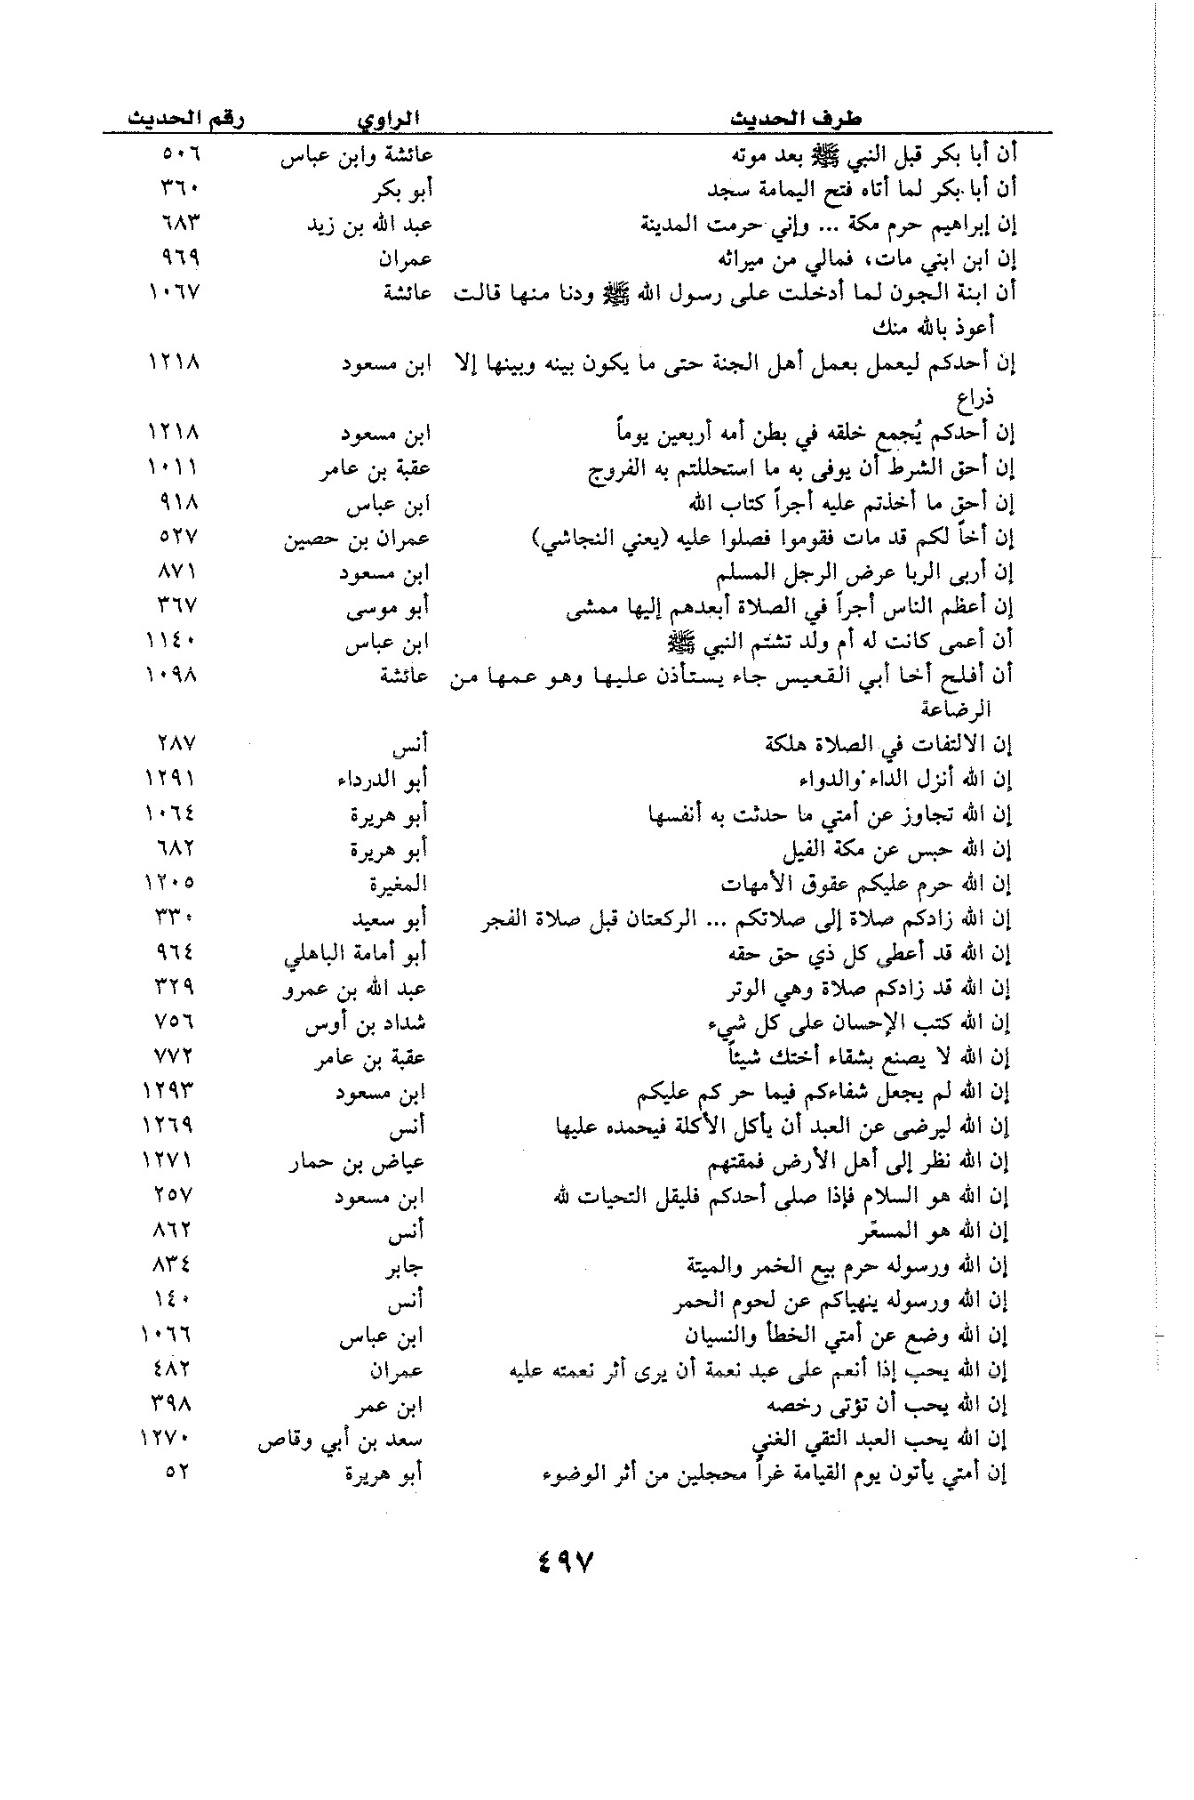 طرف الحديث الراوي رقم الحديث
أن أبا بكر قبل النبي ﷺ بعد موته عائشة وابن عباس ٥٠٦
أن أبا بكر لما أتاه فتح اليمامة سجد أبو بكر ٣٦٠
إن إبراهيم حرم مكة ... وإني حرمت المدينة عبد الله بن زيد ٦٨٣
إن ابن ابني مات، فمالي من ميراثه عمران ٩٦٩
أن ابنة الجون لما أدخلت على رسول الله ﷺ ودنا منها قالت عائشة ١٠٦٧
أعوذ بالله منك
إن أحدكم ليعمل بعمل أهل الجنة حتى ما يكون بينه وبينها إلا ابن مسعود ١٢١٨
ذراع
إن أحدكم يُجمع خلقه في بطن أمه أربعين يوماً ابن مسعود ١٢١٨
إن أحق الشرط أن يوفى به ما استحللتم به الفروج عقبة بن عامر ١٠١١
إن أحق ما أخذتم عليه أجراً كتاب الله ابن عباس ٩١٨
إن أخاً لكم قد مات فقوموا فصلوا عليه (يعني النجاشي) عمران بن حصين ٥٢٧
إن أربى الربا عرض الرجل المسلم ابن مسعود ٨٧١
إن أعظم الناس أجراً في الصلاة أبعدهم إليها ممشى أبو موسى ٣٦٧
أن أعمى كانت له أم ولد تشتم النبي ﷺ ابن عباس ١١٤٠
أن أفلح أخا أبي القعيس جاء يستأذن عليها وهو عمها من عائشة ١٠٩٨
الرضاعة
إن الالتفات في الصلاة هلكة أنس ٢٨٧
إن الله أنزل الداء والدواء أبو الدرداء ١٢٩١
إن الله تجاوز عن أمتي ما حدثت به أنفسها أبو هريرة ١٠٦٤
إن الله حبس عن مكة الفيل أبو هريرة ٦٨٢
إن الله حرم عليكم عقوق الأمهات المغيرة ١٢٠٥
إن الله زادكم صلاة إلى صلاتكم ... الركعتان قبل صلاة الفجر أبو سعيد ٣٣٠
إن الله قد أعطى كل ذي حق حقه أبو أمامة الباهلي ٩٦٤
إن الله قد زادكم صلاة وهي الوتر عبد الله بن عمرو ٣٢٩
إن الله كتب الإحسان على كل شيء شداد بن أوس ٧٥٦
إن الله لا يصنع بشقاء أختك شيئاً عقبة بن عامر ٧٧٢
إن الله لم يجعل شفاءكم فيما حر كم عليكم ابن مسعود ١٢٩٣
إن الله ليرضى عن العبد أن يأكل الأكلة فيحمده عليها أنس ١٢٦٩
إن الله نظر إلى أهل الأرض فمقتهم عياض بن حمار ١٢٧١
إن الله هو السلام فإذا صلى أحدكم فليقل التحيات لله ابن مسعود ٢٥٧
إن الله هو المسعّر أنس ٨٦٢
إن الله ورسوله حرم بيع الخمر والميتة جابر ٨٣٤
إن الله ورسوله ينهياكم عن لحوم الحمر أنس ١٤٠
إن الله وضع عن أمتي الخطأ والنسيان ابن عباس ١٠٦٦
إن الله يحب إذا أنعم على عبد نعمة أن يرى أثر نعمته عليه عمران ٤٨٢
إن الله يحب أن تؤتى رخصه ابن عمر ٣٩٨
إن الله يحب العبد التقي الغني سعد بن أبي وقاص ١٢٧٠
إن أمتي يأتون يوم القيامة غراً محجلين من أثر الوضوء أبو هريرة ٥٢
٤٩٧